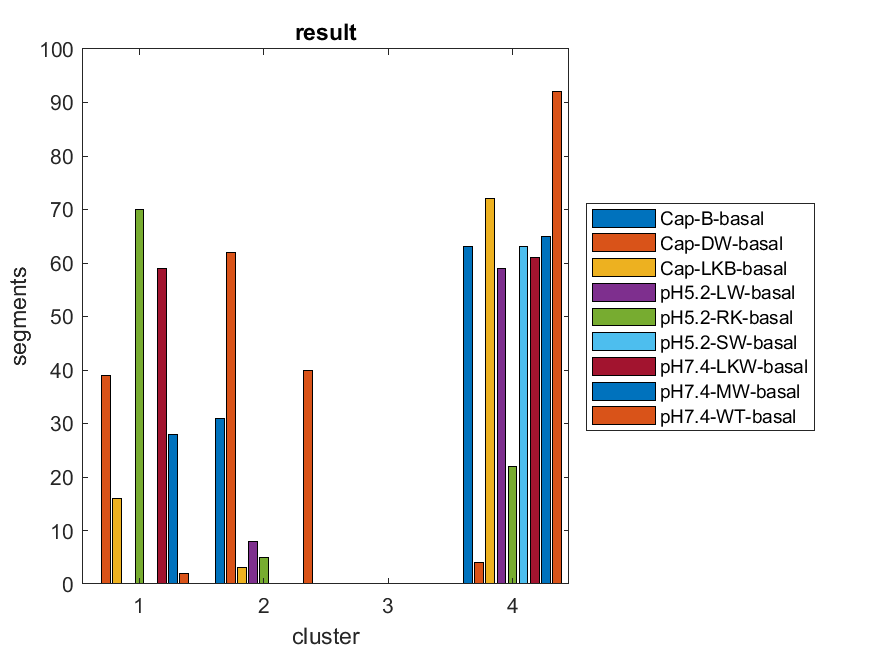 result
100
90
80
70
60
50
40
30
20
10
0
segments
1 2 3 4
cluster
Cap-B-basal
Cap-DW-basal
Cap-LKB-basal
pH5.2-LW-basal
pH5.2-RK-basal
pH5.2-SW-basal
pH7.4-LKW-basal
pH7.4-MW-basal
pH7.4-WT-basal